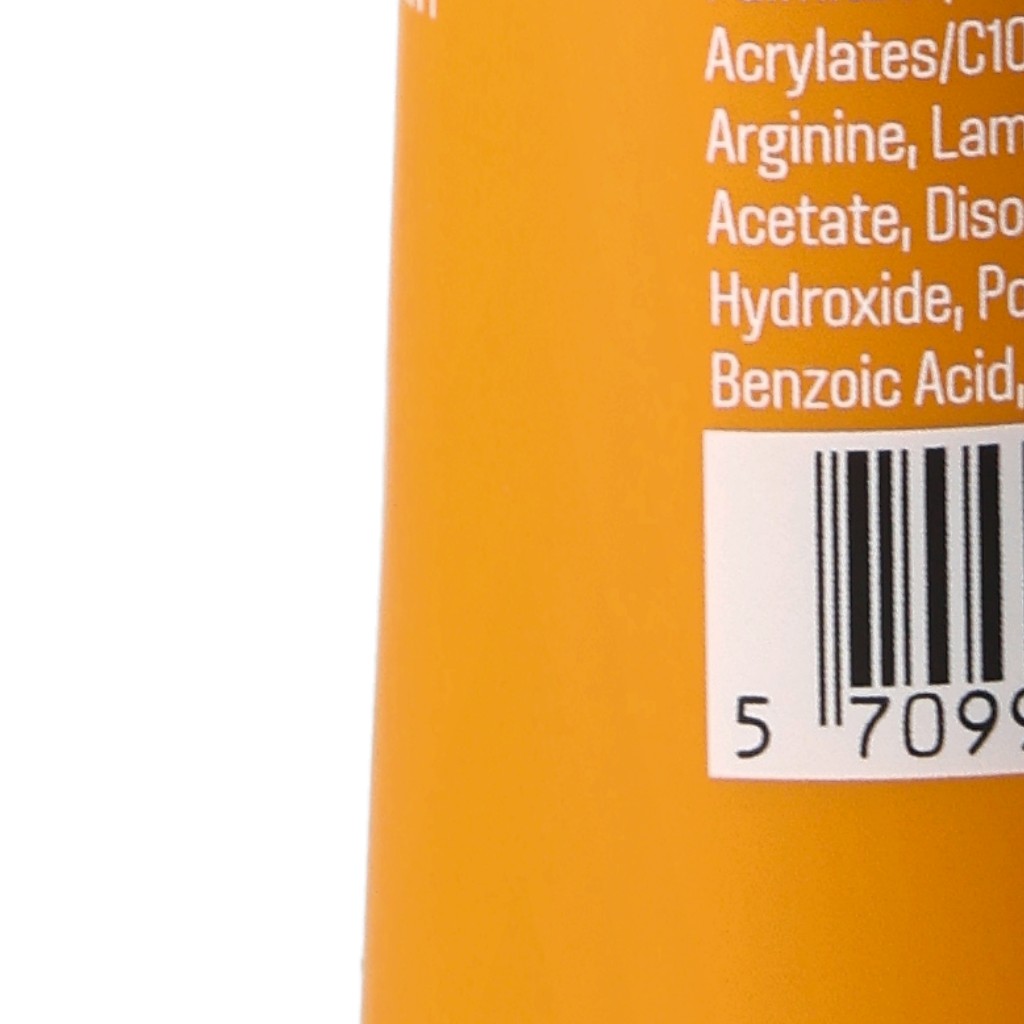 Acrylates/C10
Arginine, Lam
Acetate, Diso
Hydroxide, Po
Benzoic Acid,
5 7099